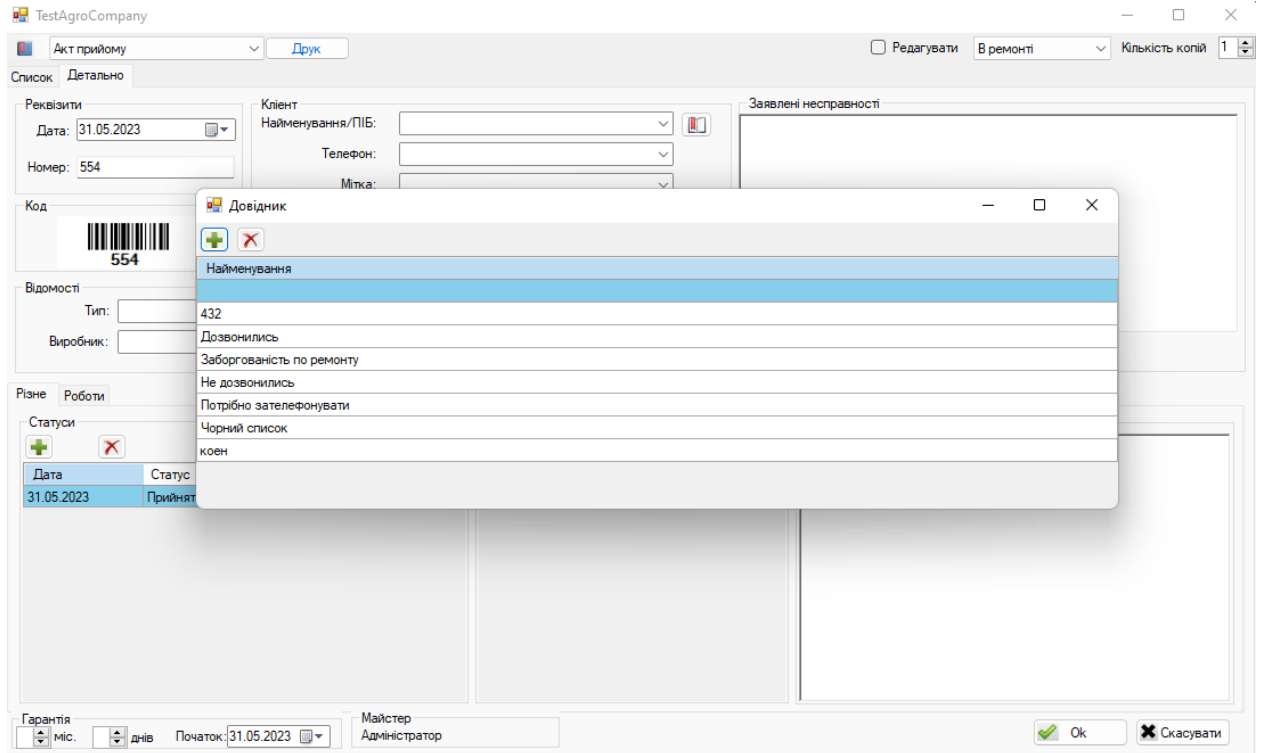 TestAgroCompany
Акт прийому Друк Редагувати В ремонті Кількість копій 1
Список Детально
Реквізити
Дата: 31.05.2023
Номер: 554
Клієнт
Найменування/ПІБ:
Телефон:
Мітка:
Заявлені несправності
Код
554
Відомості
Тип:
Виробник:
Довідник
Найменування
432
Дозвонились
Заборгованість по ремонту
Не дозвонились
Потрібно зателефонувати
Чорний список
коен
Різне Роботи
Статуси
Дата Статус
31.05.2023 Прийнят
Гарантія
міс. днів Початок: 31.05.2023
Майстер
Адміністратор
Ok Скасувати